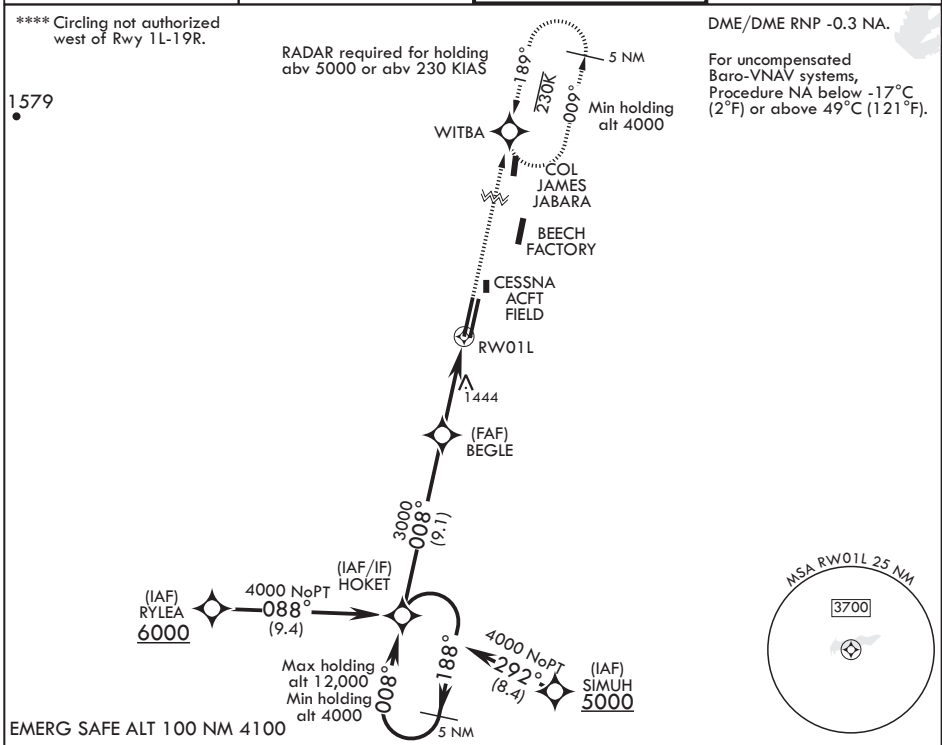 **** Circling not authorized
west of Rwy 1L-19R.
RADAR required for holding
abv 5000 or abv 230 KIAS
DME/DME RNP -0.3 NA.
For uncompensated
Baro-VNAV systems,
Procedure NA below -17°C
(2°F) or above 49°C (121°F).
1579
189°
230K
009°
5 NM
Min holding
alt 4000
WITBA
COL
JAMES
JABARA
BEECH
FACTORY
CESSNA
ACFT
FIELD
RW01L
1444
(FAF)
BEGLE
3000
008°
(9.1)
(IAF/IF)
HOKET
(IAF)
RYLEA
6000
4000 NoPT
088°
(9.4)
Max holding
alt 12,000
Min holding
alt 4000
008°
188°
5 NM
4000 NoPT
292°
(8.4)
(IAF)
SIMUH
5000
MSA RW01L 25 NM
3700
EMERG SAFE ALT 100 NM 4100